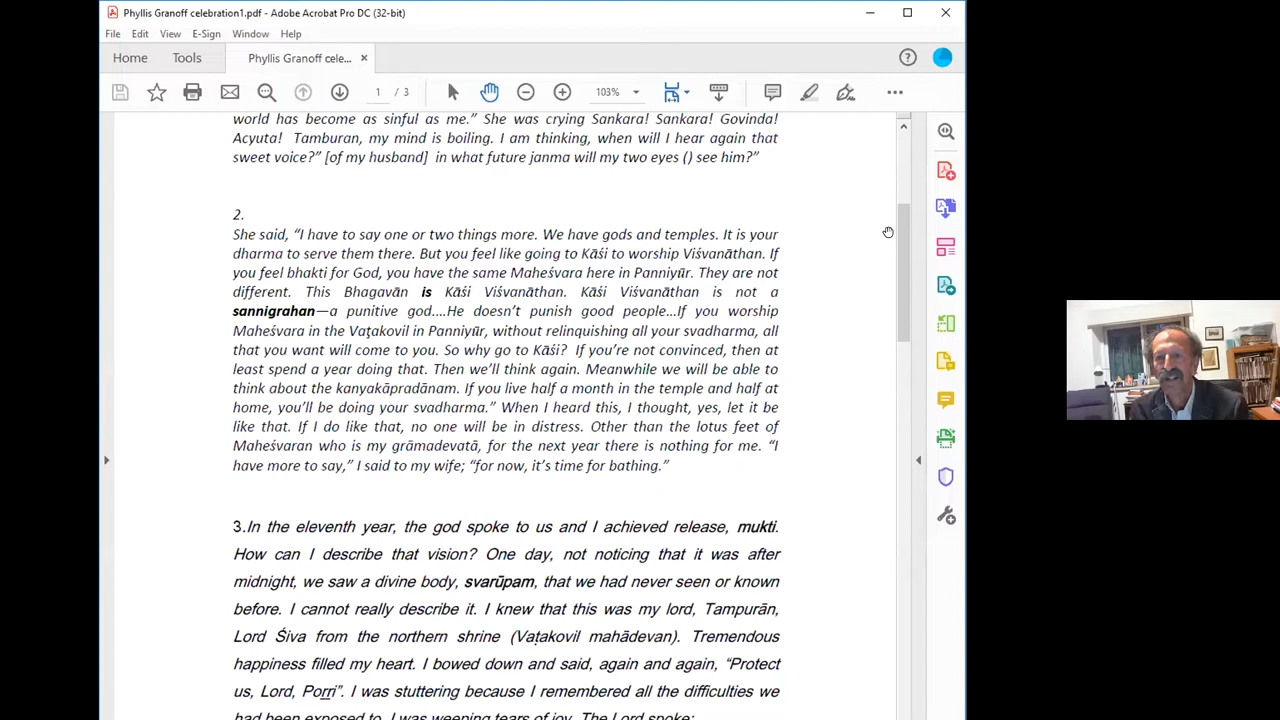 Phyllis Granoff celebration1.pdf - Adobe Acrobat Pro DC (32-bit)
File Edit View E-Sign Window Help
Home Tools Phyllis Granoff cele... ×
1 / 3 103%
world has become as sinful as me.” She was crying Sankara! Sankara! Govinda!
Acyuta! Tamburan, my mind is boiling. I am thinking, when will I hear again that
sweet voice?” [of my husband] in what future janma will my two eyes () see him?”
2.
She said, “I have to say one or two things more. We have gods and temples. It is your
dharma to serve them there. But you feel like going to Kāśi to worship Viśvanāthan. If
you feel bhakti for God, you have the same Maheśvara here in Panniyūr. They are not
different. This Bhagavān is Kāśi Viśvanāthan. Kāśi Viśvanāthan is not a
sannigrahan—a punitive god....He doesn’t punish good people...If you worship
Maheśvara in the Vaṭakovil in Panniyūr, without relinquishing all your svadharma, all
that you want will come to you. So why go to Kāśi? If you’re not convinced, then at
least spend a year doing that. Then we’ll think again. Meanwhile we will be able to
think about the kanyakāpradānam. If you live half a month in the temple and half at
home, you’ll be doing your svadharma.” When I heard this, I thought, yes, let it be
like that. If I do like that, no one will be in distress. Other than the lotus feet of
Maheśvaran who is my grāmadevatā, for the next year there is nothing for me. “I
have more to say,” I said to my wife; “for now, it’s time for bathing.”
3.In the eleventh year, the god spoke to us and I achieved release, mukti.
How can I describe that vision? One day, not noticing that it was after
midnight, we saw a divine body, svarūpam, that we had never seen or known
before. I cannot really describe it. I knew that this was my lord, Tampurān,
Lord Śiva from the northern shrine (Vaṭakovil mahādevan). Tremendous
happiness filled my heart. I bowed down and said, again and again, “Protect
us, Lord, Porri”. I was stuttering because I remembered all the difficulties we
had been exposed to. I was weeping tears of joy. The Lord spoke: